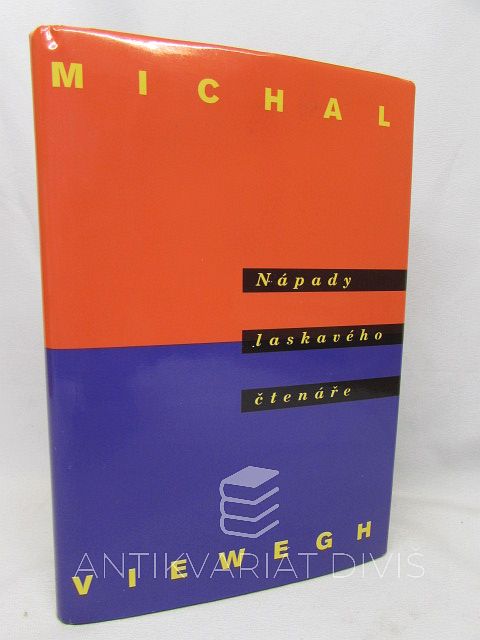 MICHAL
Nápady
laskavého
čtenáře
VIEWEGH
ANTIKVARIÁT DIVIŠ